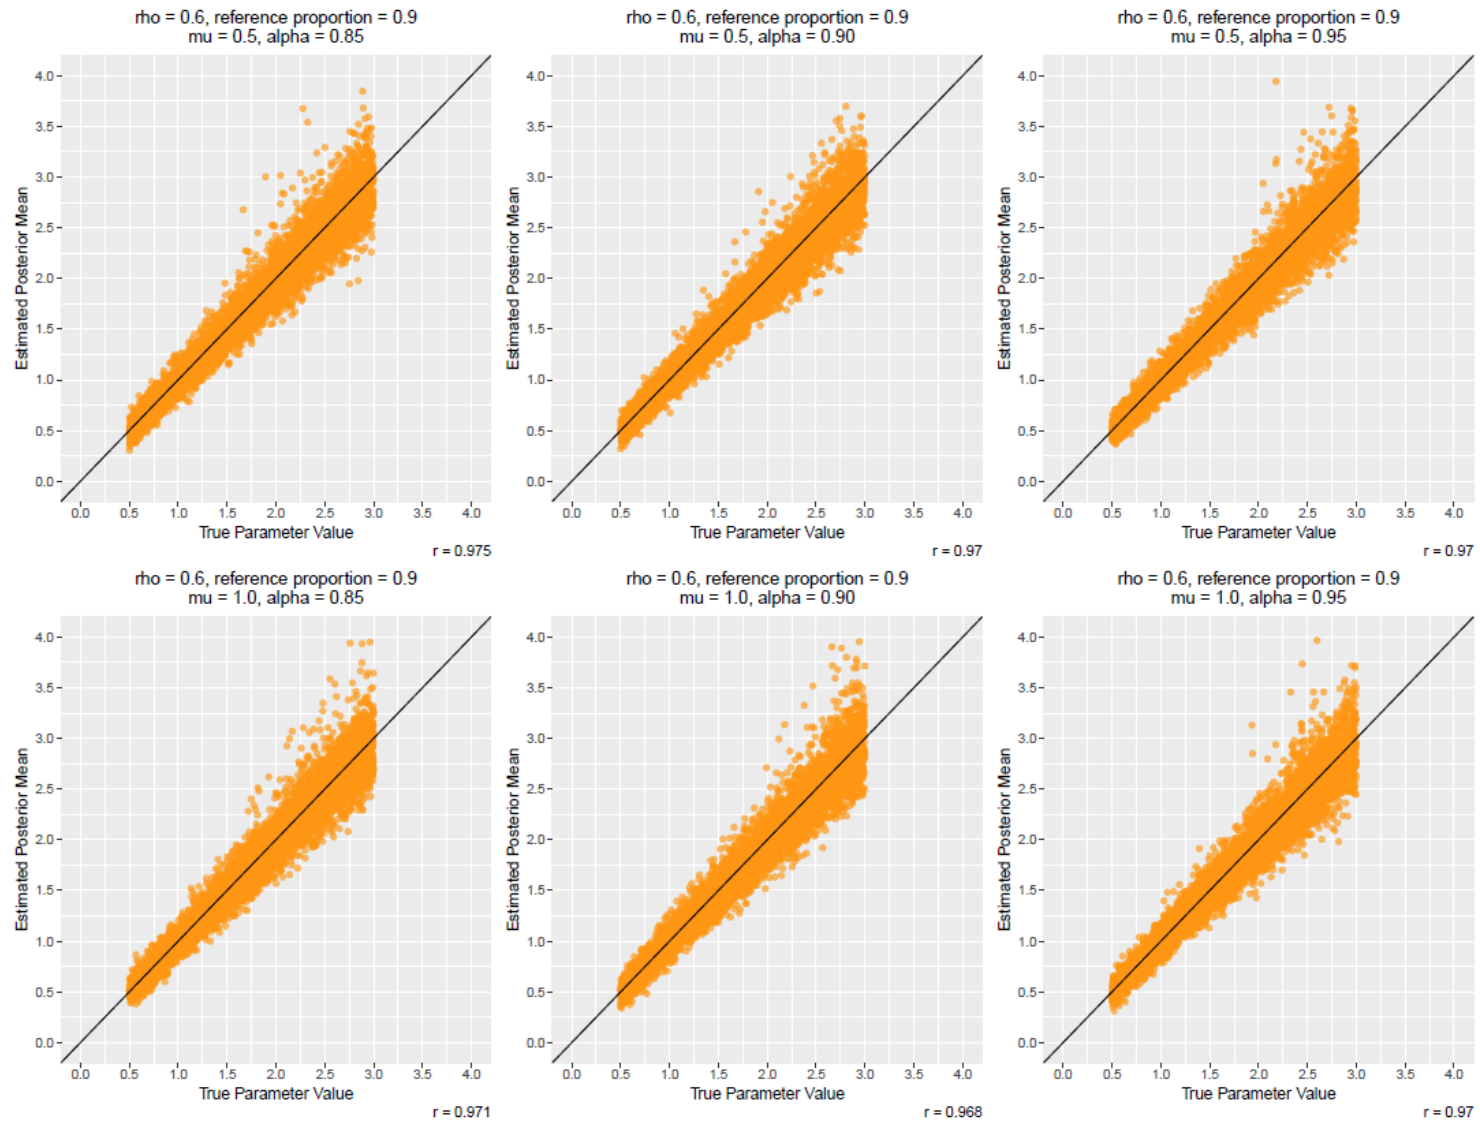 rho = 0.6, reference proportion = 0.9
mu = 0.5, alpha = 0.85
4.0
3.5
3.0
2.5
2.0
1.5
1.0
0.5
0.0
Estimated Posterior Mean
0.0 0.5 1.0 1.5 2.0 2.5 3.0 3.5 4.0
True Parameter Value
r = 0.975
rho = 0.6, reference proportion = 0.9
mu = 0.5, alpha = 0.90
4.0
3.5
3.0
2.5
2.0
1.5
1.0
0.5
0.0
Estimated Posterior Mean
0.0 0.5 1.0 1.5 2.0 2.5 3.0 3.5 4.0
True Parameter Value
r = 0.97
rho = 0.6, reference proportion = 0.9
mu = 0.5, alpha = 0.95
4.0
3.5
3.0
2.5
2.0
1.5
1.0
0.5
0.0
Estimated Posterior Mean
0.0 0.5 1.0 1.5 2.0 2.5 3.0 3.5 4.0
True Parameter Value
r = 0.97
rho = 0.6, reference proportion = 0.9
mu = 1.0, alpha = 0.85
4.0
3.5
3.0
2.5
2.0
1.5
1.0
0.5
0.0
Estimated Posterior Mean
0.0 0.5 1.0 1.5 2.0 2.5 3.0 3.5 4.0
True Parameter Value
r = 0.971
rho = 0.6, reference proportion = 0.9
mu = 1.0, alpha = 0.90
4.0
3.5
3.0
2.5
2.0
1.5
1.0
0.5
0.0
Estimated Posterior Mean
0.0 0.5 1.0 1.5 2.0 2.5 3.0 3.5 4.0
True Parameter Value
r = 0.968
rho = 0.6, reference proportion = 0.9
mu = 1.0, alpha = 0.95
4.0
3.5
3.0
2.5
2.0
1.5
1.0
0.5
0.0
Estimated Posterior Mean
0.0 0.5 1.0 1.5 2.0 2.5 3.0 3.5 4.0
True Parameter Value
r = 0.97